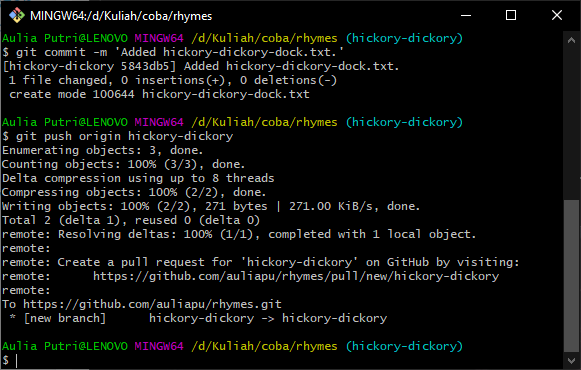 MINGW64:/d/Kuliah/coba/rhymes
Aulia Putri@LENOVO MINGW64 /d/Kuliah/coba/rhymes (hickory-dickory)
$ git commit -m 'Added hickory-dickory-dock.txt.'
[hickory-dickory 5843db5] Added hickory-dickory-dock.txt.
 1 file changed, 0 insertions(+), 0 deletions(-)
 create mode 100644 hickory-dickory-dock.txt
Aulia Putri@LENOVO MINGW64 /d/Kuliah/coba/rhymes (hickory-dickory)
$ git push origin hickory-dickory
Enumerating objects: 3, done.
Counting objects: 100% (3/3), done.
Delta compression using up to 8 threads
Compressing objects: 100% (2/2), done.
Writing objects: 100% (2/2), 271 bytes | 271.00 KiB/s, done.
Total 2 (delta 1), reused 0 (delta 0)
remote: Resolving deltas: 100% (1/1), completed with 1 local object.
remote:
remote: Create a pull request for 'hickory-dickory' on GitHub by visiting:
remote:      https://github.com/auliapu/rhymes/pull/new/hickory-dickory
remote:
To https://github.com/auliapu/rhymes.git
 * [new branch]      hickory-dickory -> hickory-dickory
Aulia Putri@LENOVO MINGW64 /d/Kuliah/coba/rhymes (hickory-dickory)
$